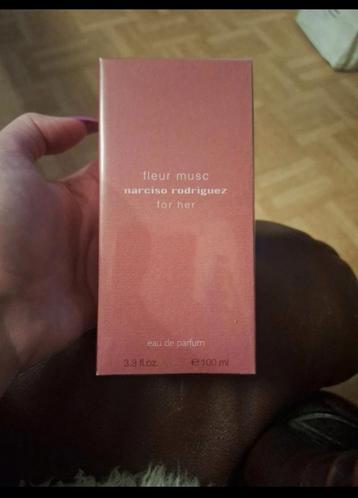 fleur musc
narciso rodriguez
for her
eau de parfum
3.3 fl.oz. ℮100 ml